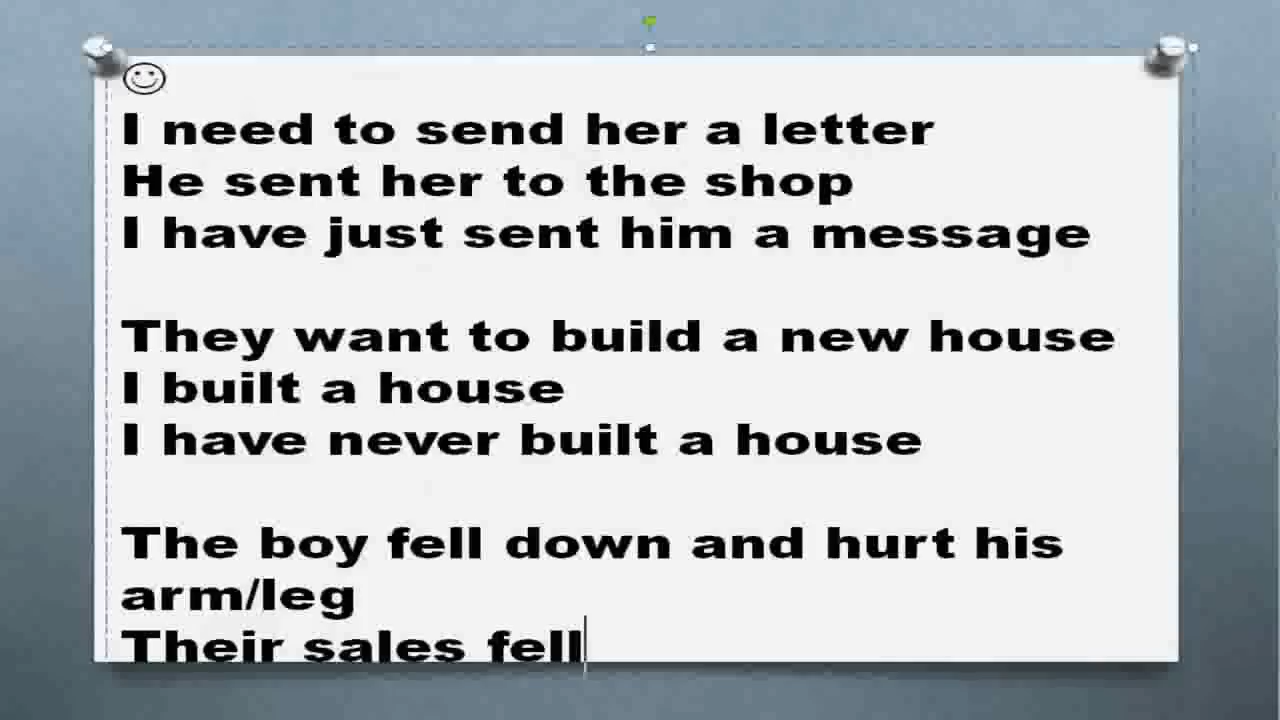 I need to send her a letter
He sent her to the shop
I have just sent him a message
They want to build a new house
I built a house
I have never built a house
The boy fell down and hurt his
arm/leg
Their sales fell